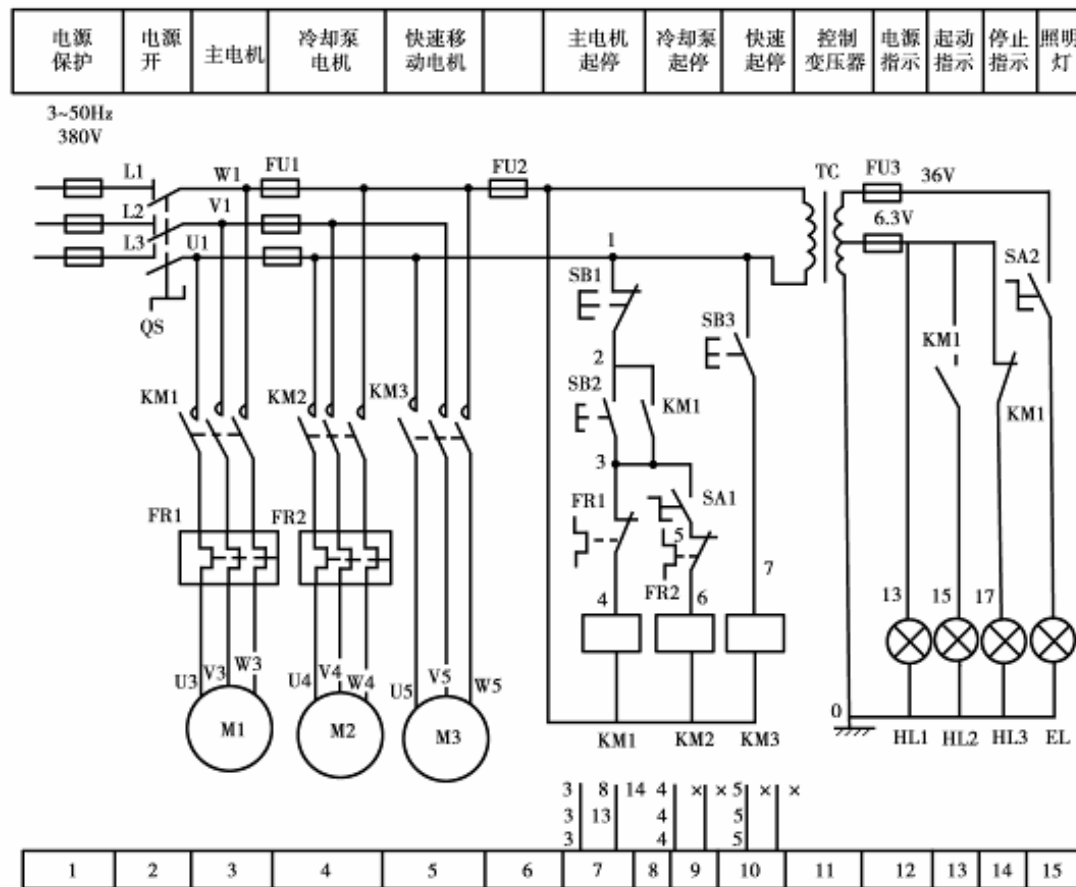 电源 保护
电源 开
主电机
冷却泵 电机
快速移 动电机
主电机 起停
冷却泵 起停
快速 起停
控制 变压器
电源 指示
起动 指示
停止 指示
照明 灯
3~50Hz
380V
L1
W1
FU1
FU2
TC
FU3
36V
L2
V1
6.3V
L3
U1
1
SA2
SB1
QS
SB3
KM1
2
KM1
KM2
KM3
SB2
KM1
KM1
3
FR1
SA1
FR1
FR2
5
7
FR2
4
6
13
15
17
U3
V3
W3
U4
V4
W4
U5
V5
W5
M1
M2
M3
0
KM1
KM2
KM3
HL1
HL2
HL3
EL
3 8 14 4 × × 5 × ×
3 13 4 5
3 4 5
1 2 3 4 5 6 7 8 9 10 11 12 13 14 15